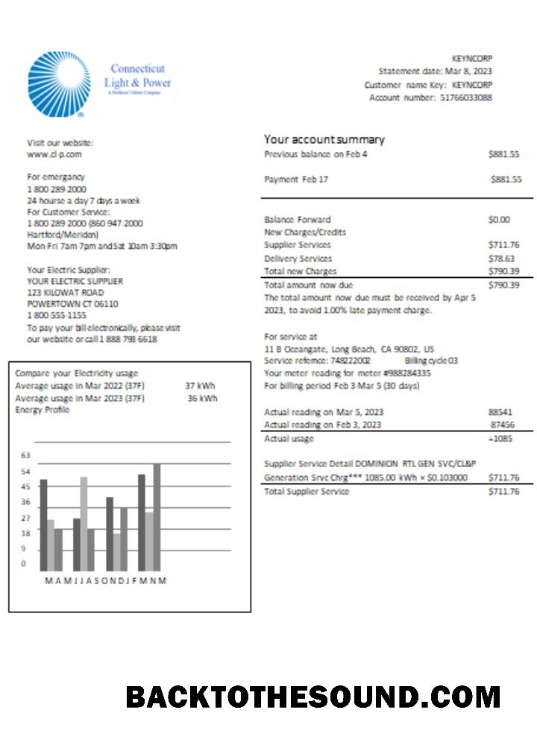 Connecticut
Light & Power
A Northeast Utilities Company
KEYNCORP
Statement date: Mar 8, 2023
Customer name Key: KEYNCORP
Account number: 51766033088
Visit our website:
www.cl-p.com
For emergancy
1 800 289 2000
24 hourse a day 7 days a week
For Customer Service:
1 800 289 2000 (860 947 2000
Hartford/Meriden)
Mon-Fri 7am 7pm and Sat 10am 3:30pm
Your Electric Supplier:
YOUR ELECTRIC SUPPLIER
123 KILOWAT ROAD
POWERTOWN CT 06110
1 800 555-1155
To pay your bill electronically, please visit
our website or call 1 888 793 6618
Your account summary
Previous balance on Feb 4 $881.55
Payment Feb 17 $881.55
Balance Forward $0.00
New Charges/Credits
Supplier Services $711.76
Delivery Services $78.63
Total new Charges $790.39
Total amount now due $790.39
The total amount now due must be received by Apr 5
2023, to avoid 1.00% late payment charge.
For service at
11 B Oceangate, Long Beach, CA 90802, US
Service refernce: 748222002 Billing cycle 03
Your meter reading for meter #988284335
For billing period Feb 3-Mar 5 (30 days)
Actual reading on Mar 5, 2023 88541
Actual reading on Feb 3, 2023 -87456
Actual usage =1085
Supplier Service Detail DOMINION RTL GEN SVC/CL&P
Generation Srvc Chrg*** 1085.00 kWh × $0.103000 $711.76
Total Supplier Service $711.76
Compare your Electricity usage
Average usage in Mar 2022 (37F) 37 kWh
Average usage in Mar 2023 (37F) 36 kWh
Energy Profile
63
54
45
36
27
18
9
0
M A M J J A S O N D J F M N M
BACKTOTHESOUND.COM